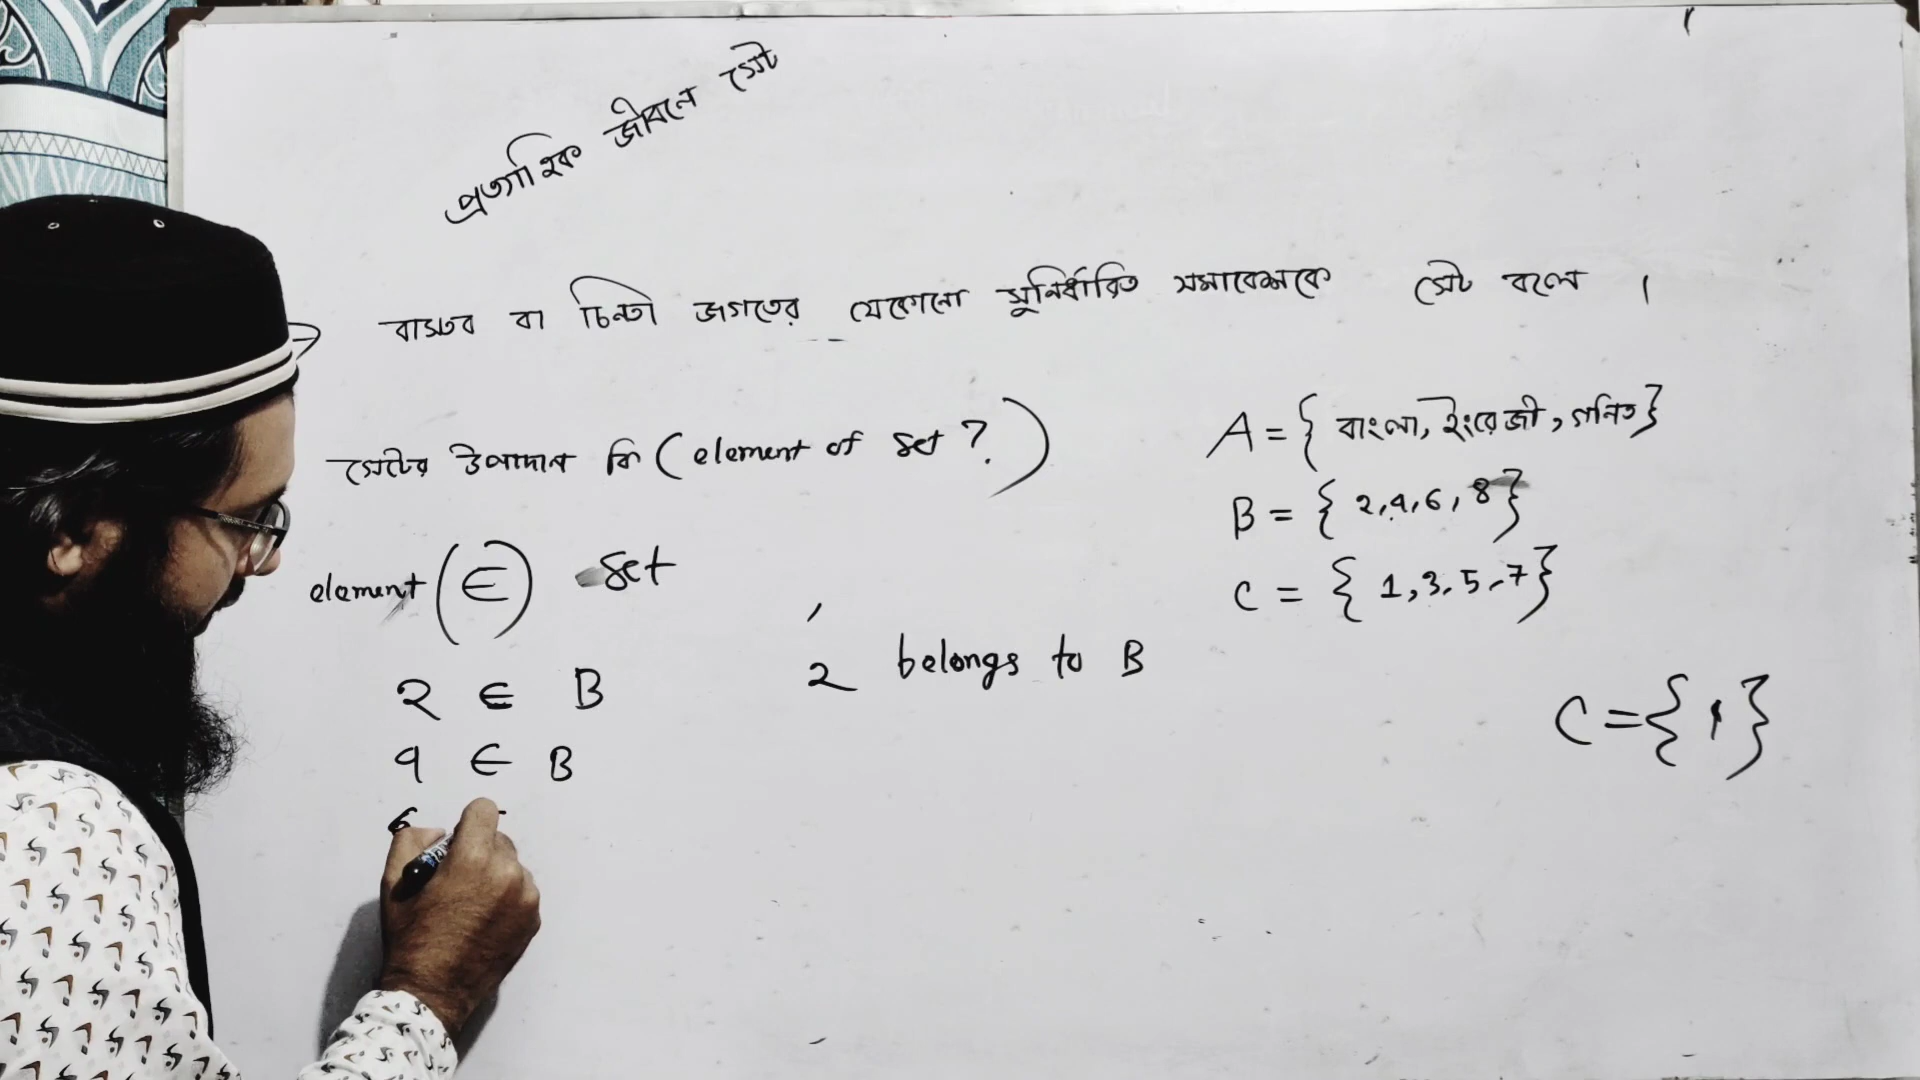 প্রত্যাহিক জীবনে সেট
→ বাস্তব বা চিন্তা জগতের যেকোনো সুনির্ধারিত সমাবেশকে সেট বলে ।
সেটের উপাদান কি (element of set ?)
A = { বাংলা, ইংরেজী, গনিত}
B = { 2, 4, 6, 8}
C = { 1, 3, 5, 7}
element (∈) set
2 belongs to B
2 ∈ B
4 ∈ B
6
C = { 1 }